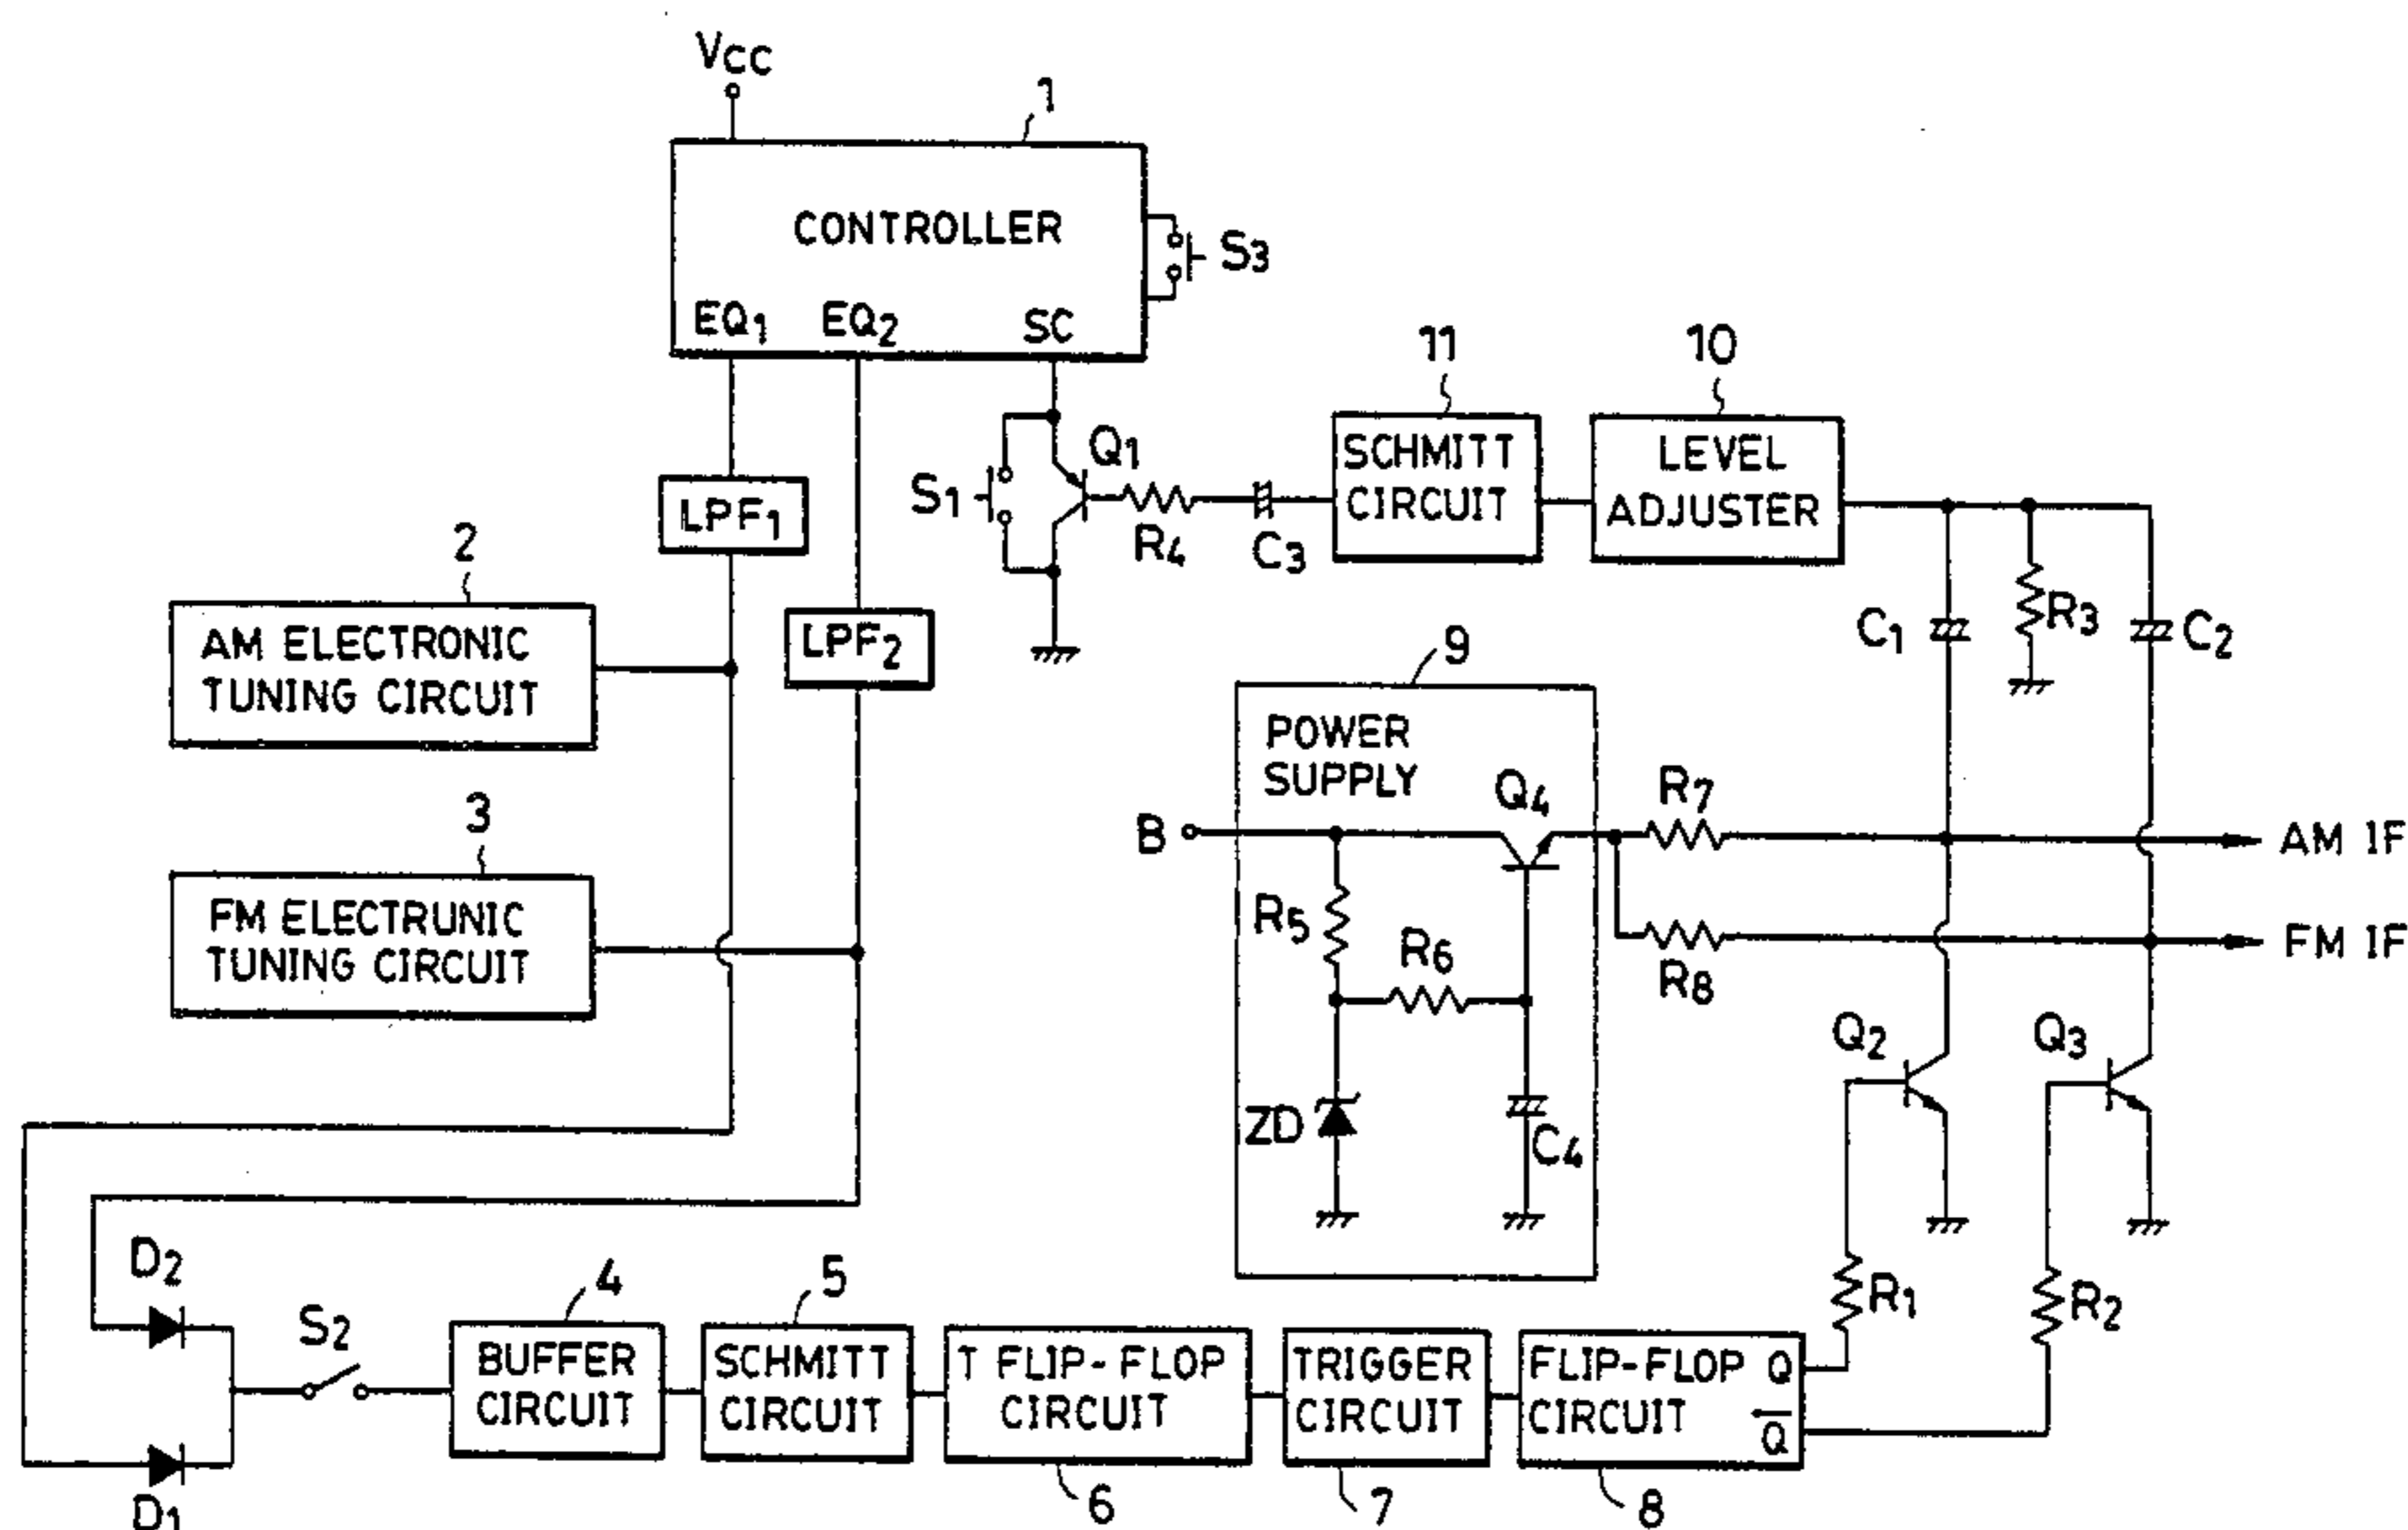 VCC
1
CONTROLLER
S3
EQ1 EQ2 SC
11
10
Q1
SCHMITT
CIRCUIT
LEVEL
ADJUSTER
S1
LPF1
R4
C3
2
AM ELECTRONIC
TUNING CIRCUIT
LPF2
9
C1
R3
C2
POWER
SUPPLY
Q4
R7
3
B
AM IF
FM ELECTRUNIC
TUNING CIRCUIT
R5
R6
R8
FM IF
Q2
Q3
ZD
C4
D2
4
5
S2
R1
R2
BUFFER
CIRCUIT
SCHMITT
CIRCUIT
T FLIP-FLOP
CIRCUIT
TRIGGER
CIRCUIT
FLIP-FLOP
CIRCUIT
Q
Q̅
D1
6
7
8